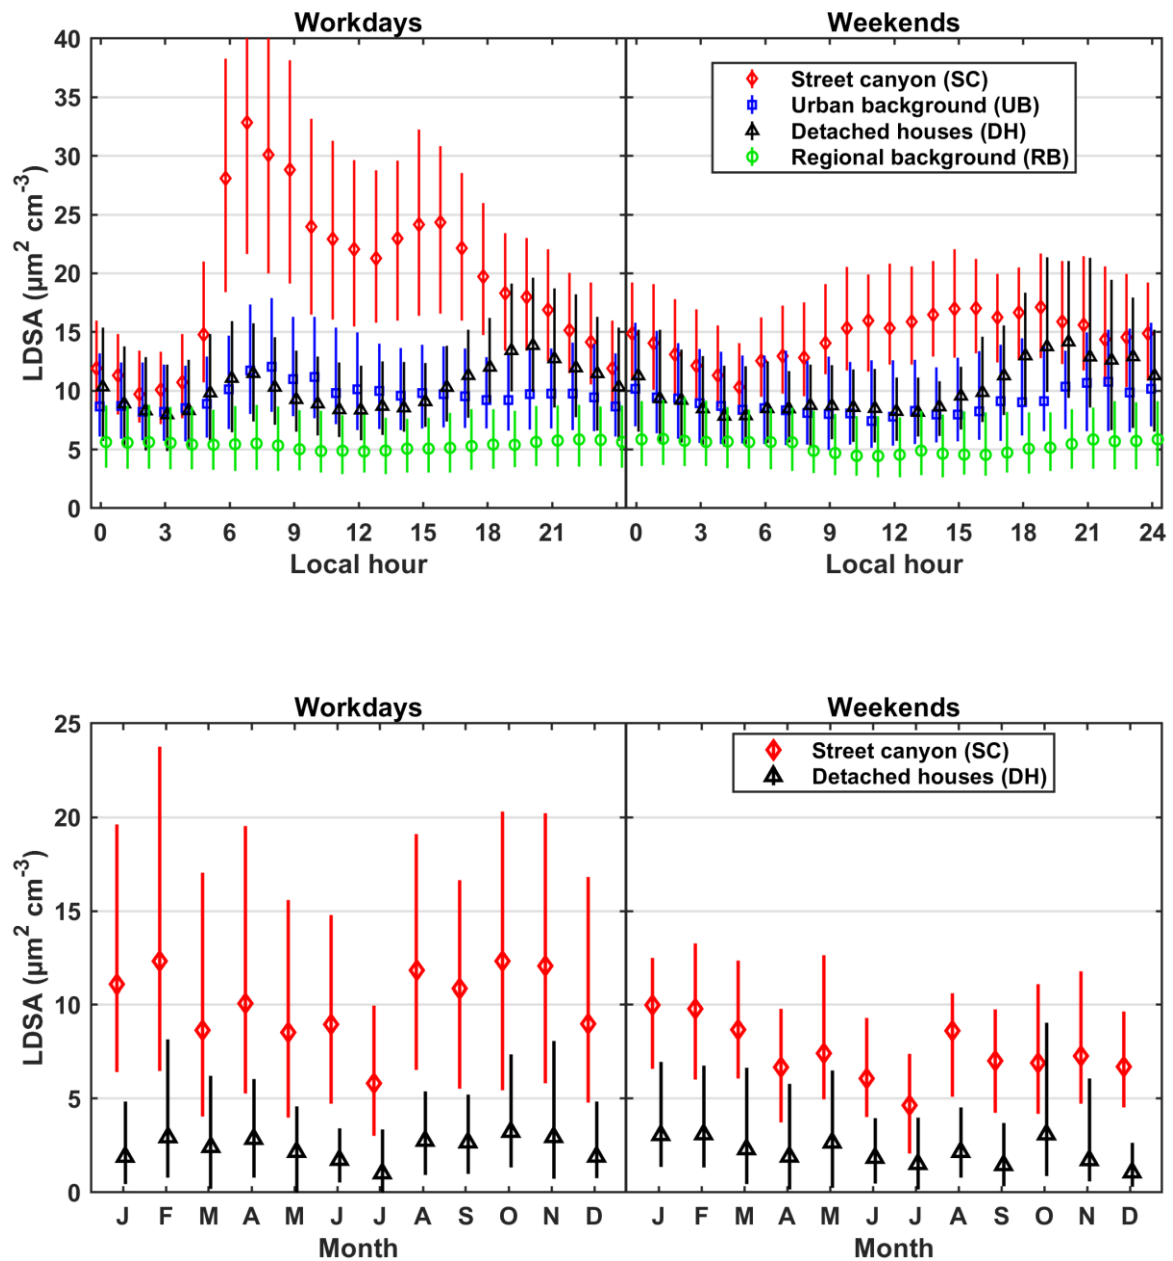 Workdays Weekends
40
35
30
25
20
15
10
5
0
LDSA (µm² cm⁻³)
Street canyon (SC)
Urban background (UB)
Detached houses (DH)
Regional background (RB)
0 3 6 9 12 15 18 21 0 3 6 9 12 15 18 21 24
Local hour Local hour
Workdays Weekends
25
20
15
10
5
0
LDSA (µm² cm⁻³)
Street canyon (SC)
Detached houses (DH)
J F M A M J J A S O N D J F M A M J J A S O N D
Month Month